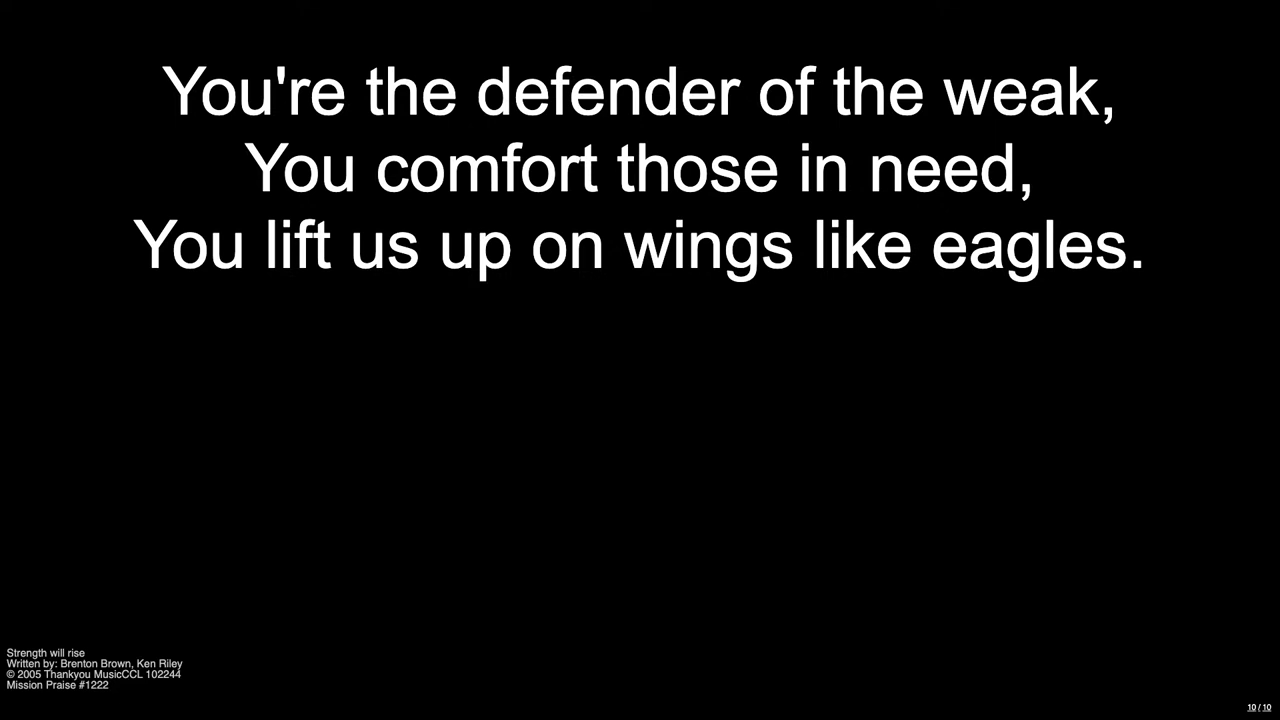 You're the defender of the weak,
You comfort those in need,
You lift us up on wings like eagles.
Strength will rise
Written by: Brenton Brown, Ken Riley
© 2005 Thankyou MusicCCL 102244
Mission Praise #1222
10 / 10